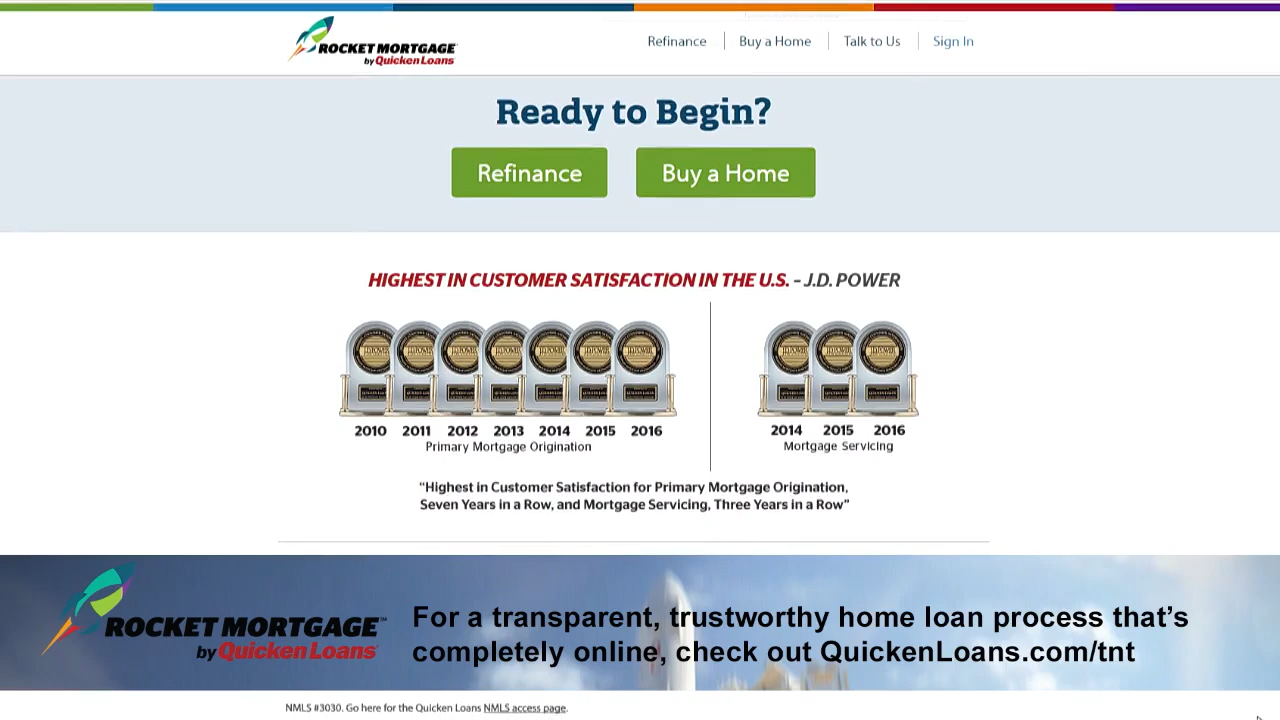 ROCKET MORTGAGE
by Quicken Loans
Refinance
Buy a Home
Talk to Us
Sign In
Ready to Begin?
Refinance
Buy a Home
HIGHEST IN CUSTOMER SATISFACTION IN THE U.S. – J.D. POWER
2010 2011 2012 2013 2014 2015 2016
Primary Mortgage Origination
2014 2015 2016
Mortgage Servicing
“Highest in Customer Satisfaction for Primary Mortgage Origination,
Seven Years in a Row, and Mortgage Servicing, Three Years in a Row”
ROCKET MORTGAGE℠
by Quicken Loans
For a transparent, trustworthy home loan process that’s
completely online, check out QuickenLoans.com/tnt
NMLS #3030. Go here for the Quicken Loans NMLS access page.